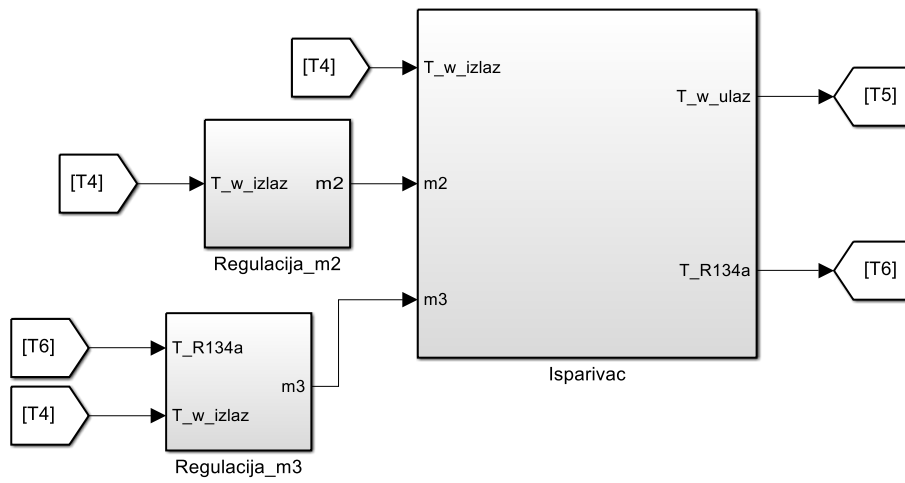 [T4]
T_w_izlaz
T_w_ulaz
[T5]
[T4]
T_w_izlaz
m2
m2
Regulacija_m2
T_R134a
[T6]
m3
[T6]
T_R134a
m3
[T4]
T_w_izlaz
Regulacija_m3
Isparivac